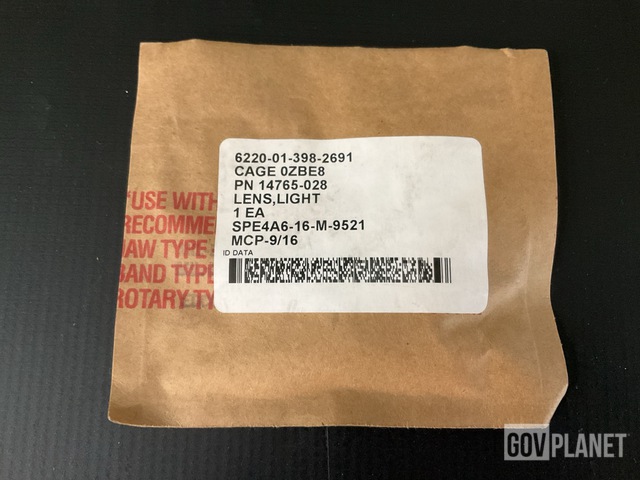 6220-01-398-2691
CAGE 0ZBE8
PN 14765-028
LENS,LIGHT
1 EA
SPE4A6-16-M-9521
MCP-9/16
ID DATA
"USE WITH
RECOMME
JAW TYPE
BAND TYPE
ROTARY TY
GOVPLANET